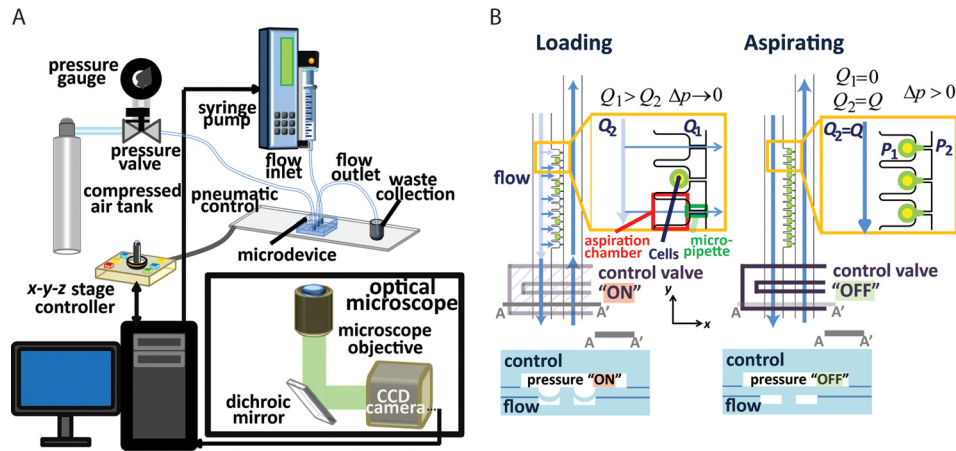 A
pressure
gauge
pressure
valve
compressed
air tank
syringe
pump
flow
inlet
flow
outlet
waste
collection
pneumatic
control
microdevice
x-y-z stage
controller
optical
microscope
microscope
objective
dichroic
mirror
CCD
camera
B
Loading
Q₁ > Q₂ Δp→0
Q₂
Q₁
flow
aspiration
chamber
Cells
micro-
pipette
control valve
"ON"
A
A'
y
x
A
A'
control
pressure "ON"
flow
Aspirating
Q₁=0
Q₂=Q
Δp > 0
Q₂=Q
P₁
P₂
control valve
"OFF"
A
A'
A
A'
control
pressure "OFF"
flow